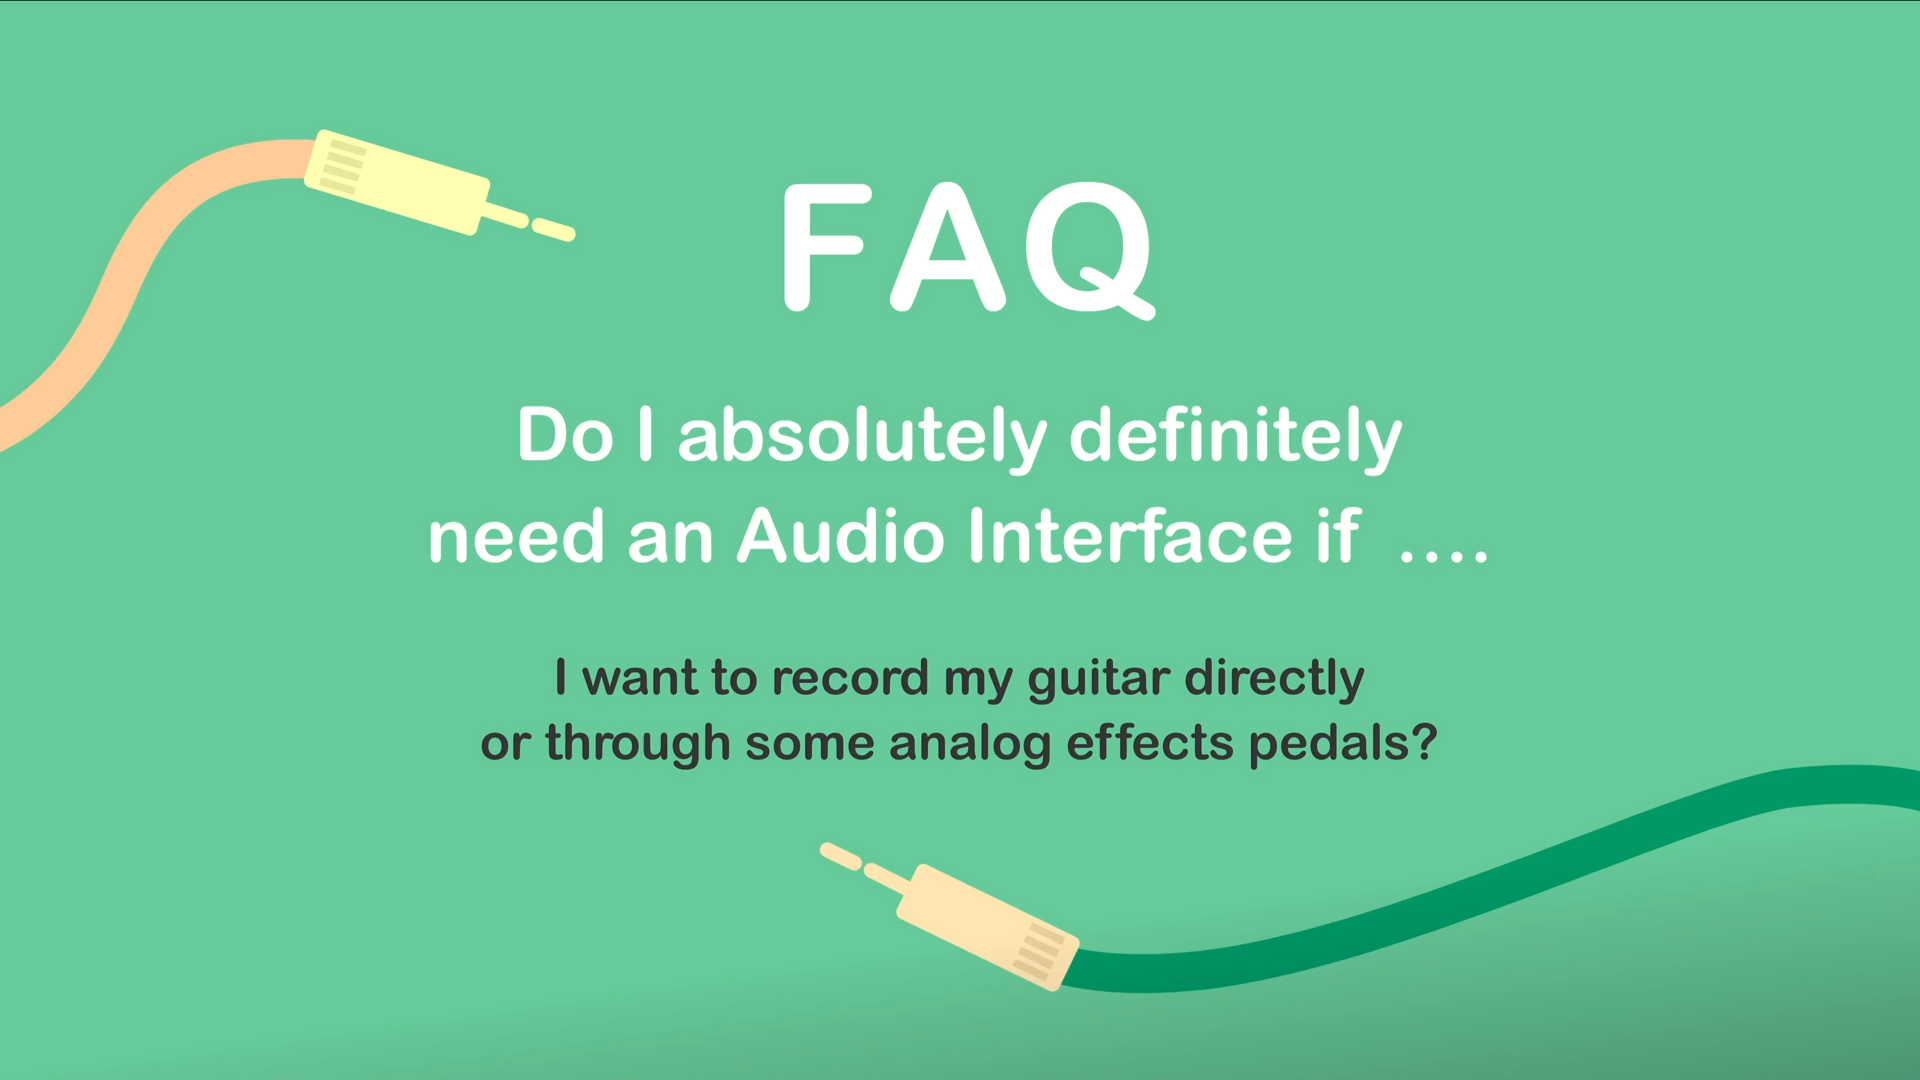 FAQ
Do I absolutely definitely
need an Audio Interface if ....
I want to record my guitar directly
or through some analog effects pedals?